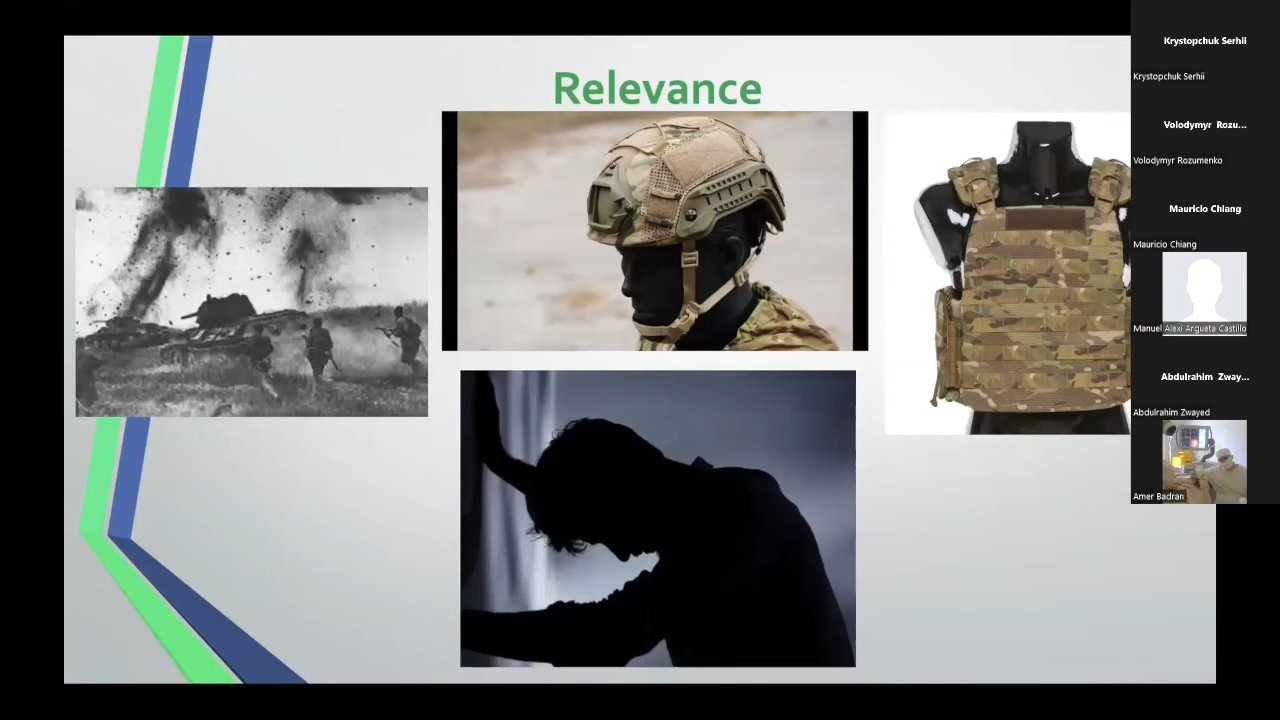 Relevance
Krystopchuk Serhii
Krystopchuk Serhii
Volodymyr Rozu...
Volodymyr Rozumenko
Mauricio Chiang
Mauricio Chiang
Manuel Alexi Argueta Castillo
Abdulrahim Zway...
Abdulrahim Zwayed
Amer Badran